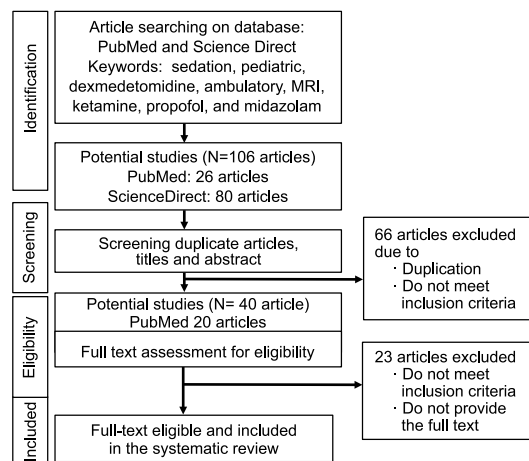 Identification
Article searching on database:
PubMed and Science Direct
Keywords: sedation, pediatric,
dexmedetomidine, ambulatory, MRI,
ketamine, propofol, and midazolam
Potential studies (N=106 articles)
PubMed: 26 articles
ScienceDirect: 80 articles
Screening
Screening duplicate articles,
titles and abstract
66 articles excluded
due to
· Duplication
· Do not meet
inclusion criteria
Eligibility
Potential studies (N= 40 article)
PubMed 20 articles
Full text assessment for eligibility
23 articles excluded
· Do not meet
inclusion criteria
· Do not provide
the full text
Included
Full-text eligible and included
in the systematic review